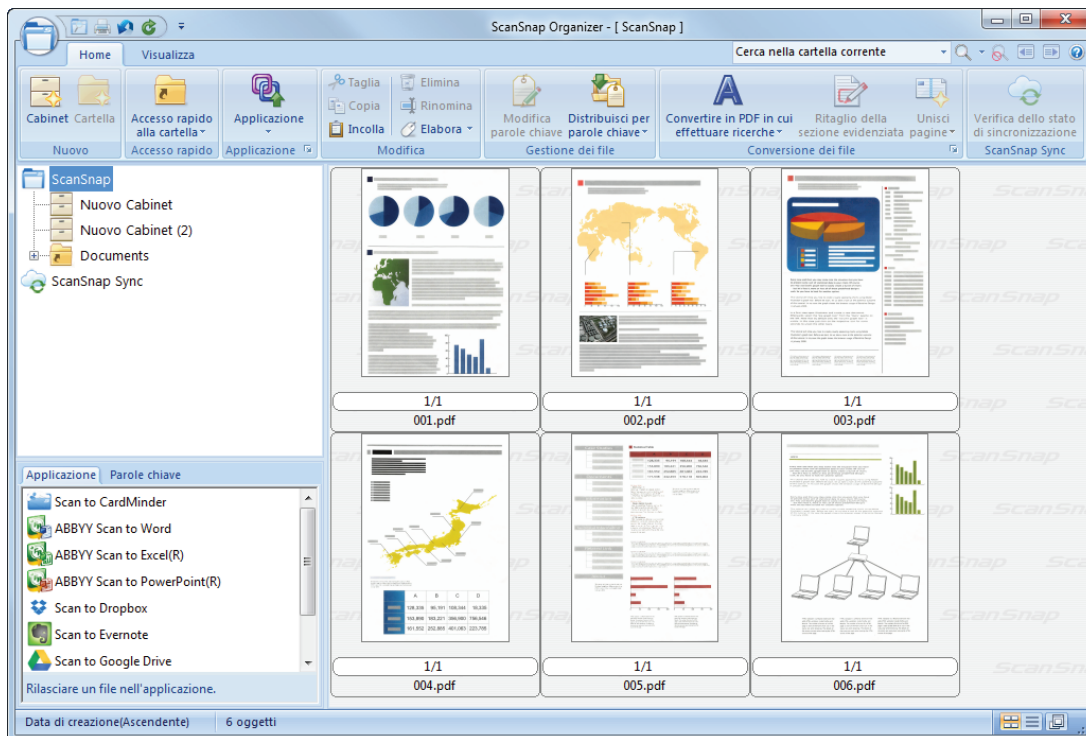 ScanSnap Organizer - [ ScanSnap ]
Home
Visualizza
Cerca nella cartella corrente
Cabinet
Cartella
Nuovo
Accesso rapido
alla cartella
Accesso rapido
Applicazione
Applicazione
Taglia
Copia
Incolla
Elimina
Rinomina
Elabora
Modifica
Modifica
parole chiave
Distribuisci per
parole chiave
Gestione dei file
Convertire in PDF in cui
effettuare ricerche
Ritaglio della
sezione evidenziata
Unisci
pagine
Conversione dei file
Verifica dello stato
di sincronizzazione
ScanSnap Sync
ScanSnap
Nuovo Cabinet
Nuovo Cabinet (2)
Documents
ScanSnap Sync
Applicazione
Parole chiave
Scan to CardMinder
ABBYY Scan to Word
ABBYY Scan to Excel(R)
ABBYY Scan to PowerPoint(R)
Scan to Dropbox
Scan to Evernote
Scan to Google Drive
Rilasciare un file nell'applicazione.
1/1
001.pdf
1/1
002.pdf
1/1
003.pdf
A B C D
1/1
004.pdf
1/1
005.pdf
1/1
006.pdf
ScanSnap
Data di creazione(Ascendente)
6 oggetti